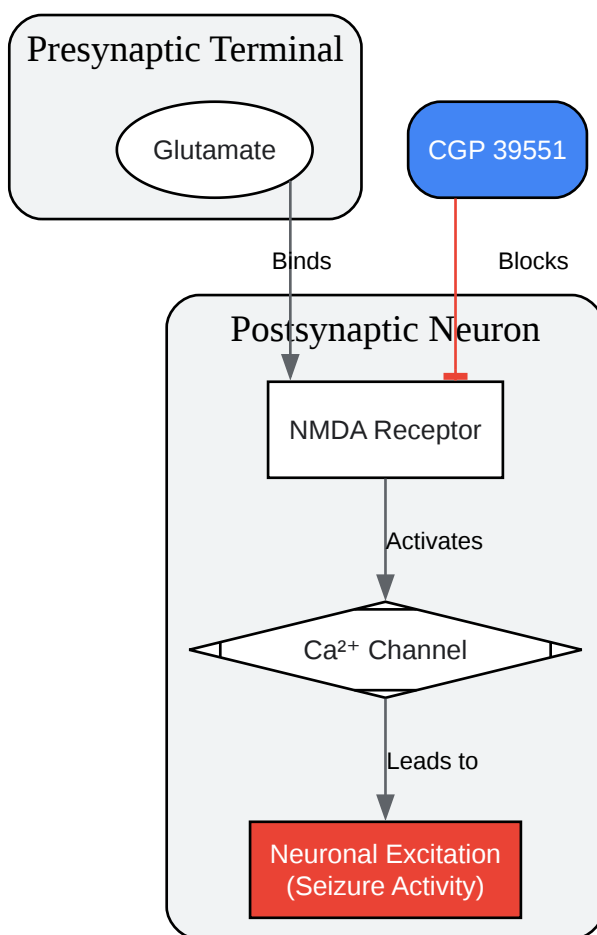 Presynaptic Terminal
Glutamate
CGP 39551
Binds
Blocks
Postsynaptic Neuron
NMDA Receptor
Activates
Ca²⁺ Channel
Leads to
Neuronal Excitation
(Seizure Activity)